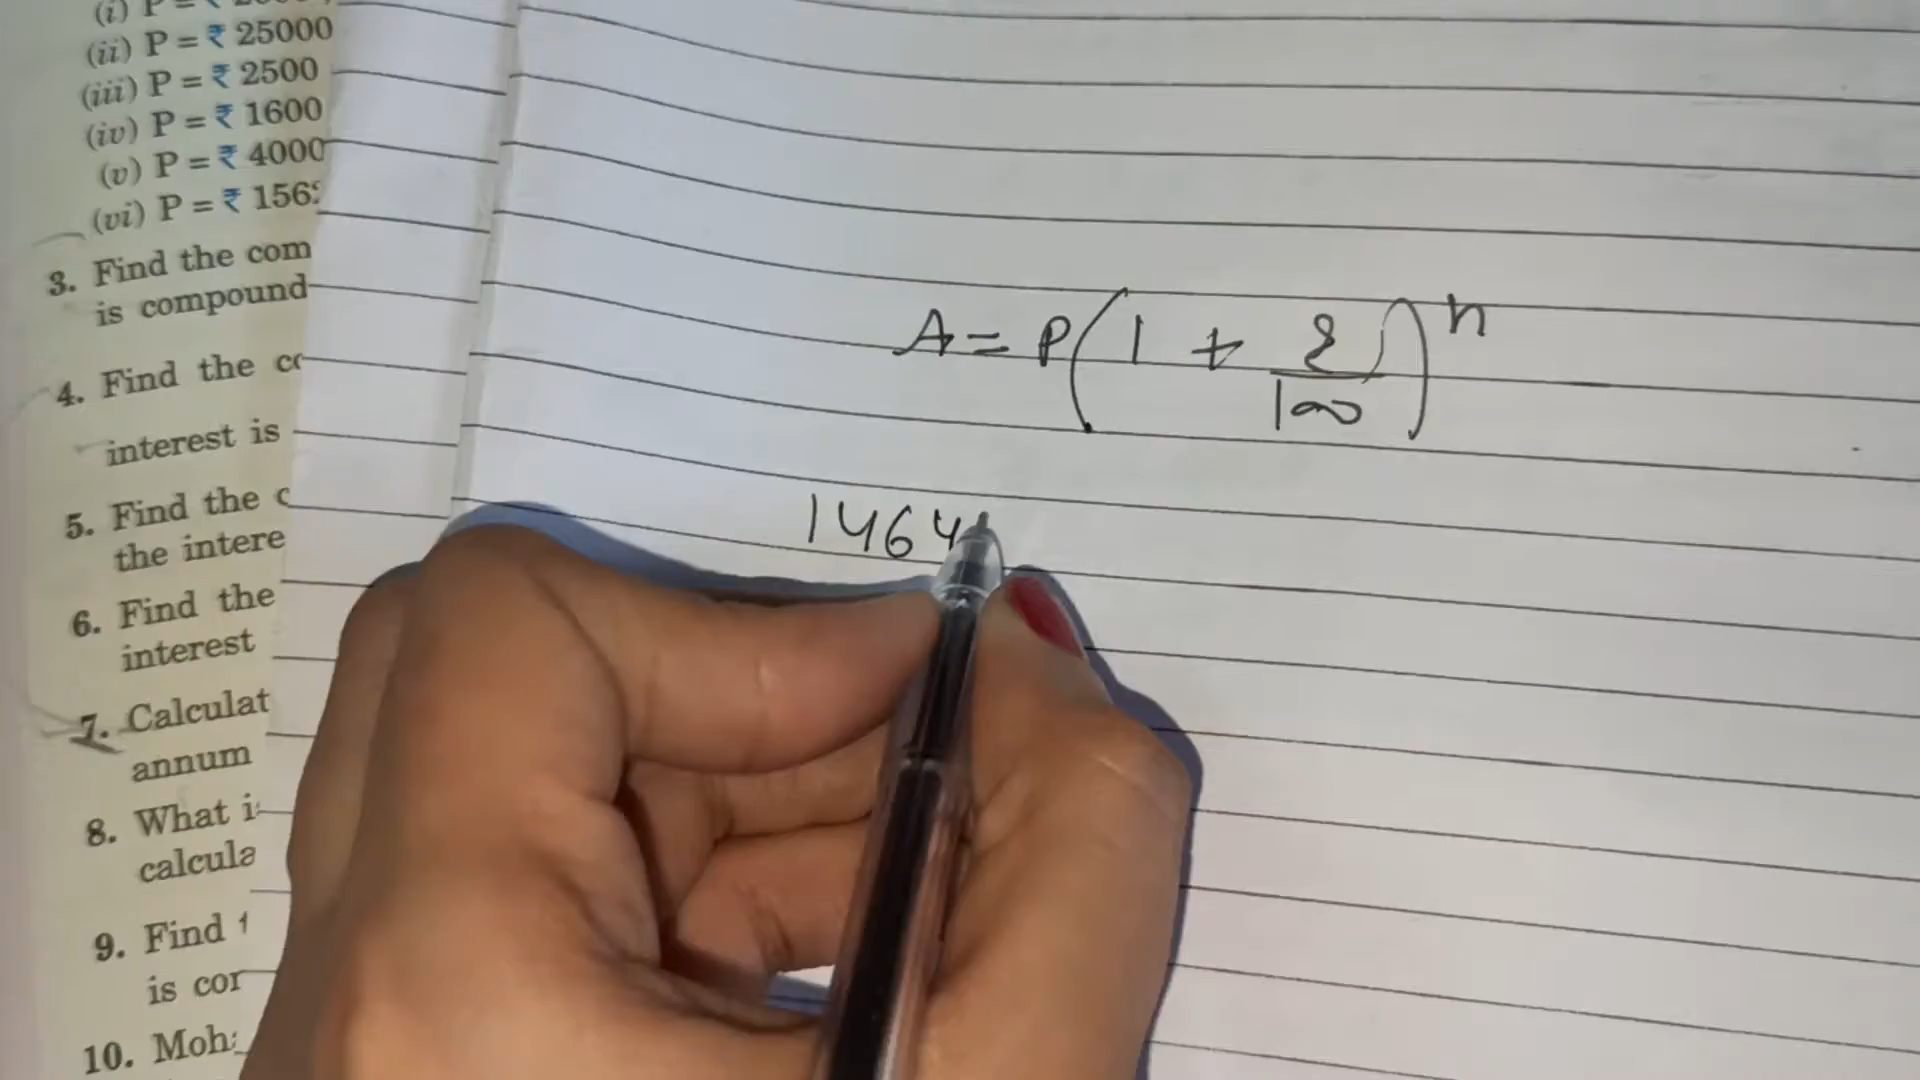 (ii) P = ₹ 25000
(iii) P = ₹ 2500
(iv) P = ₹ 1600
(v) P = ₹ 4000
(vi) P = ₹ 156
3. Find the com
is compound
4. Find the
interest is
5. Find the
the intere
6. Find the
interest
7. Calculat
annum
8. What
calcula
9. Find
is
10. Moh
A = P(1 + r/100)^n
1464